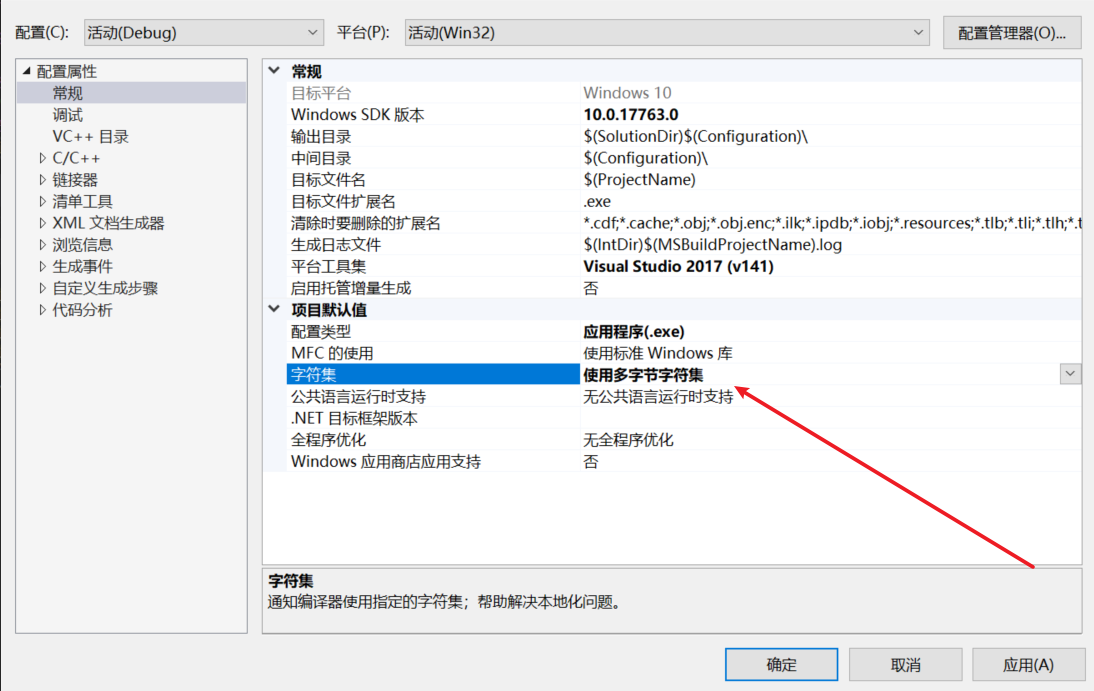 配置(C): 活动(Debug) 平台(P): 活动(Win32) 配置管理器(O)...
配置属性
常规
调试
VC++ 目录
C/C++
链接器
清单工具
XML 文档生成器
浏览信息
生成事件
自定义生成步骤
代码分析
常规
目标平台 Windows 10
Windows SDK 版本 10.0.17763.0
输出目录 $(SolutionDir)$(Configuration)\
中间目录 $(Configuration)\
目标文件名 $(ProjectName)
目标文件扩展名 .exe
清除时要删除的扩展名 *.cdf;*.cache;*.obj;*.obj.enc;*.ilk;*.ipdb;*.iobj;*.resources;*.tlb;*.tli;*.tlh;*.t
生成日志文件 $(IntDir)$(MSBuildProjectName).log
平台工具集 Visual Studio 2017 (v141)
启用托管增量生成 否
项目默认值
配置类型 应用程序(.exe)
MFC 的使用 使用标准 Windows 库
字符集 使用多字节字符集
公共语言运行时支持 无公共语言运行时支持
.NET 目标框架版本
全程序优化 无全程序优化
Windows 应用商店应用支持 否
字符集
通知编译器使用指定的字符集；帮助解决本地化问题。
确定 取消 应用(A)